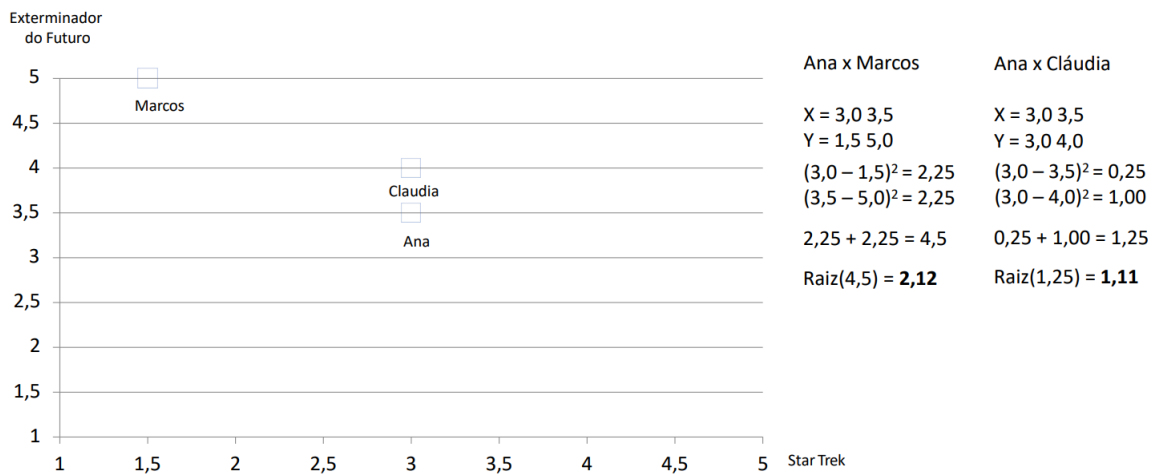 Exterminador
do Futuro
5
4,5
4
3,5
3
2,5
2
1,5
1
Marcos
Claudia
Ana
1
1,5
2
2,5
3
3,5
4
4,5
5
Star Trek
Ana x Marcos
X = 3,0 3,5
Y = 1,5 5,0
(3,0 – 1,5)² = 2,25
(3,5 – 5,0)² = 2,25
2,25 + 2,25 = 4,5
Raiz(4,5) = 2,12
Ana x Cláudia
X = 3,0 3,5
Y = 3,0 4,0
(3,0 – 3,5)² = 0,25
(3,0 – 4,0)² = 1,00
0,25 + 1,00 = 1,25
Raiz(1,25) = 1,11